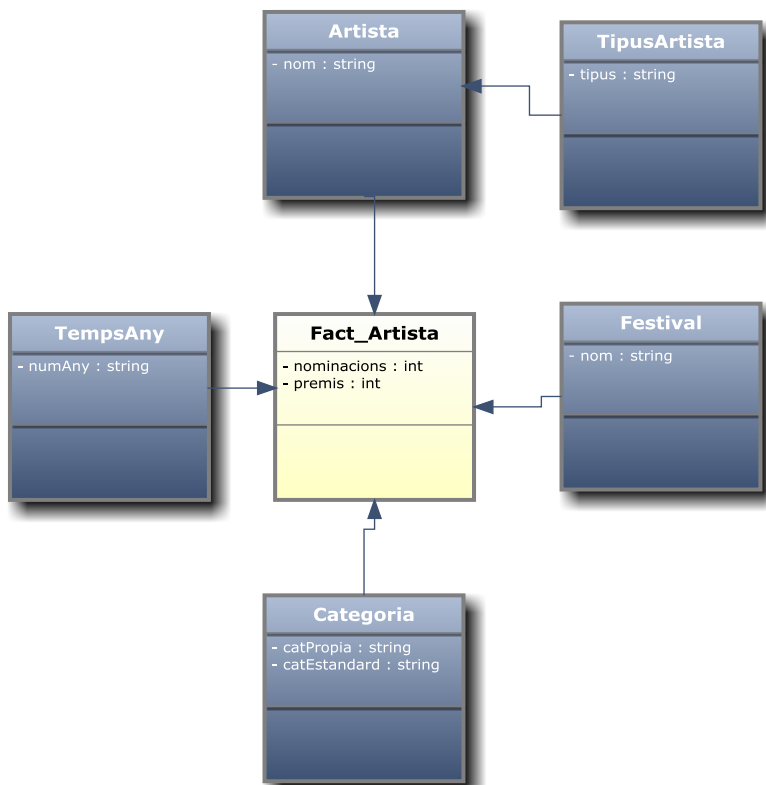 Artista
- nom : string
TipusArtista
- tipus : string
TempsAny
- numAny : string
Fact_Artista
- nominacions : int
- premis : int
Festival
- nom : string
Categoria
- catPropia : string
- catEstandard : string